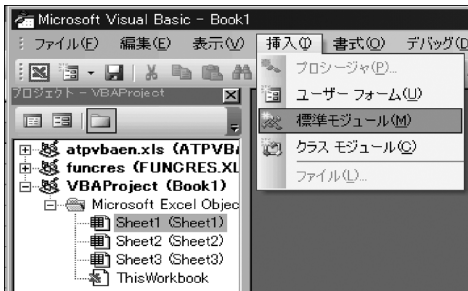 Microsoft Visual Basic - Book1
ファイル(F) 編集(E) 表示(V) 挿入(I) 書式(O) デバッグ(D
プロジェクト - VBAProject
プロシージャ(P)...
ユーザー フォーム(U)
標準モジュール(M)
クラス モジュール(C)
ファイル(L)...
atpvbaen.xls (ATPVBA
funcres (FUNCRES.XL
VBAProject (Book1)
Microsoft Excel Objec
Sheet1 (Sheet1)
Sheet2 (Sheet2)
Sheet3 (Sheet3)
ThisWorkbook